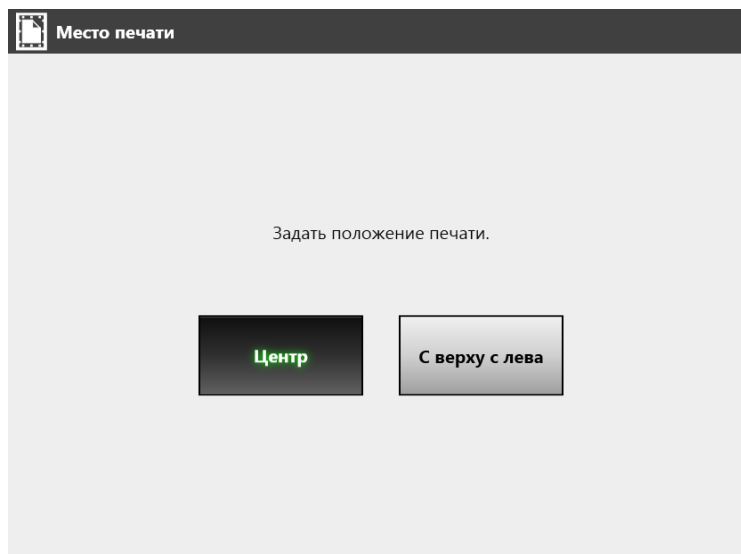 Место печати
Задать положение печати.
Центр
С верху с лева